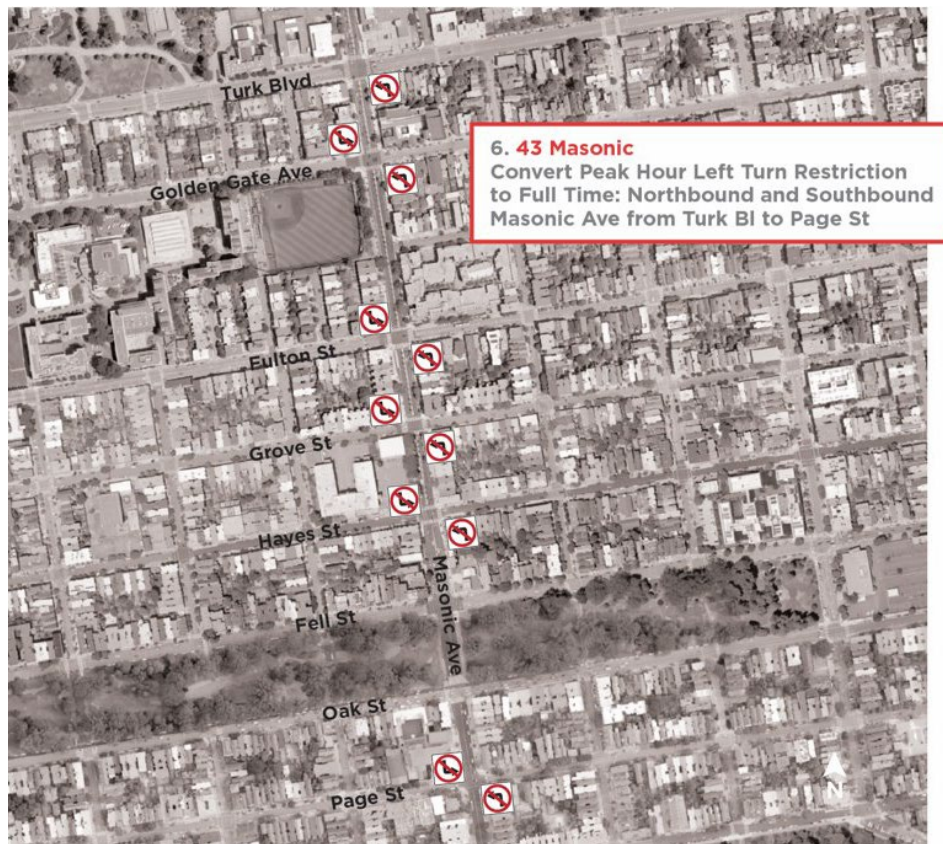 Turk Blvd
6. 43 Masonic
Convert Peak Hour Left Turn Restriction
to Full Time: Northbound and Southbound
Masonic Ave from Turk Bl to Page St
Golden Gate Ave
Fulton St
Grove St
Hayes St
Masonic Ave
Fell St
Oak St
Page St
N